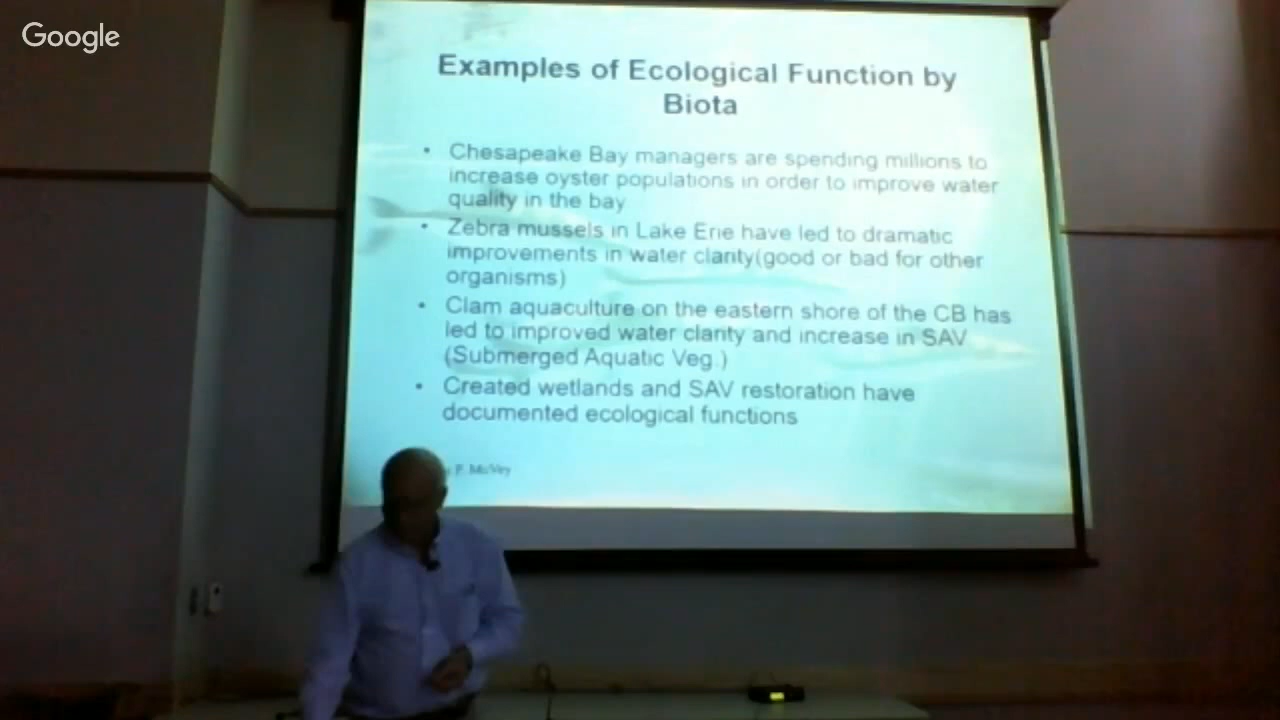 Google
Examples of Ecological Function by
Biota
• Chesapeake Bay managers are spending millions to
increase oyster populations in order to improve water
quality in the bay
• Zebra mussels in Lake Erie have led to dramatic
improvements in water clarity(good or bad for other
organisms)
• Clam aquaculture on the eastern shore of the CB has
led to improved water clarity and increase in SAV
(Submerged Aquatic Veg.)
• Created wetlands and SAV restoration have
documented ecological functions
P. McVey